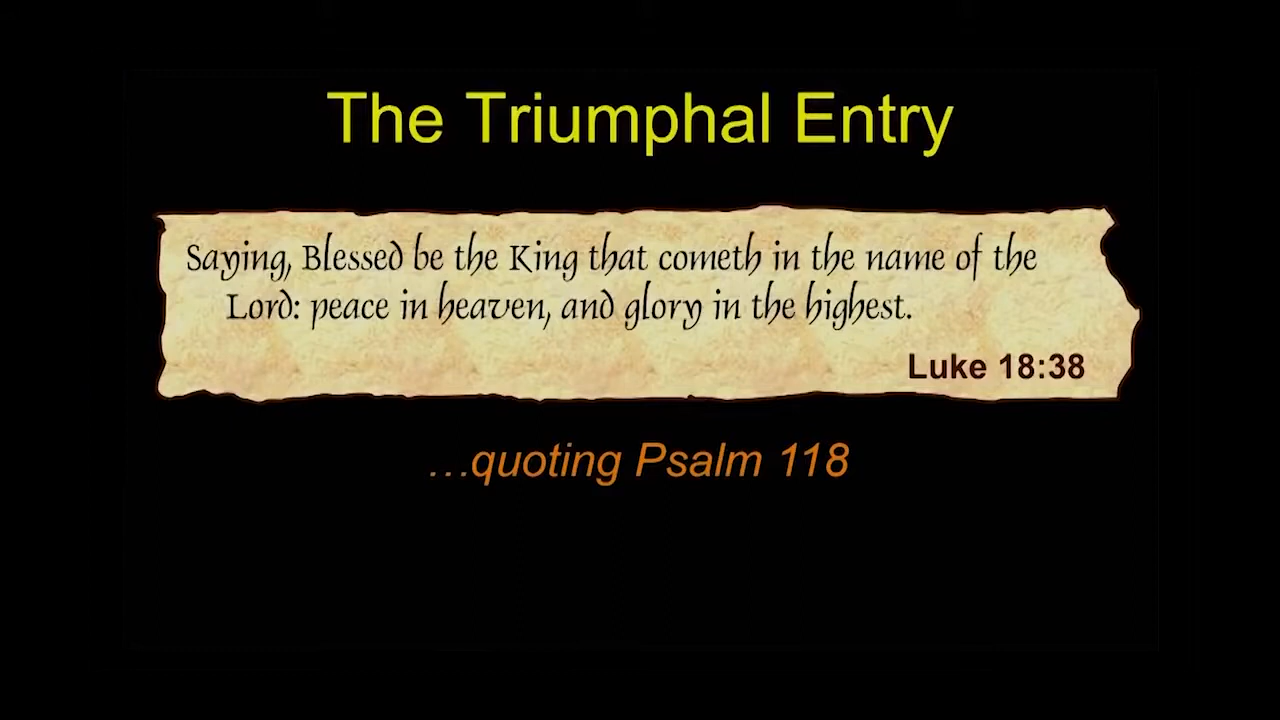 The Triumphal Entry
Saying, Blessed be the King that cometh in the name of the
Lord: peace in heaven, and glory in the highest.
Luke 18:38
…quoting Psalm 118